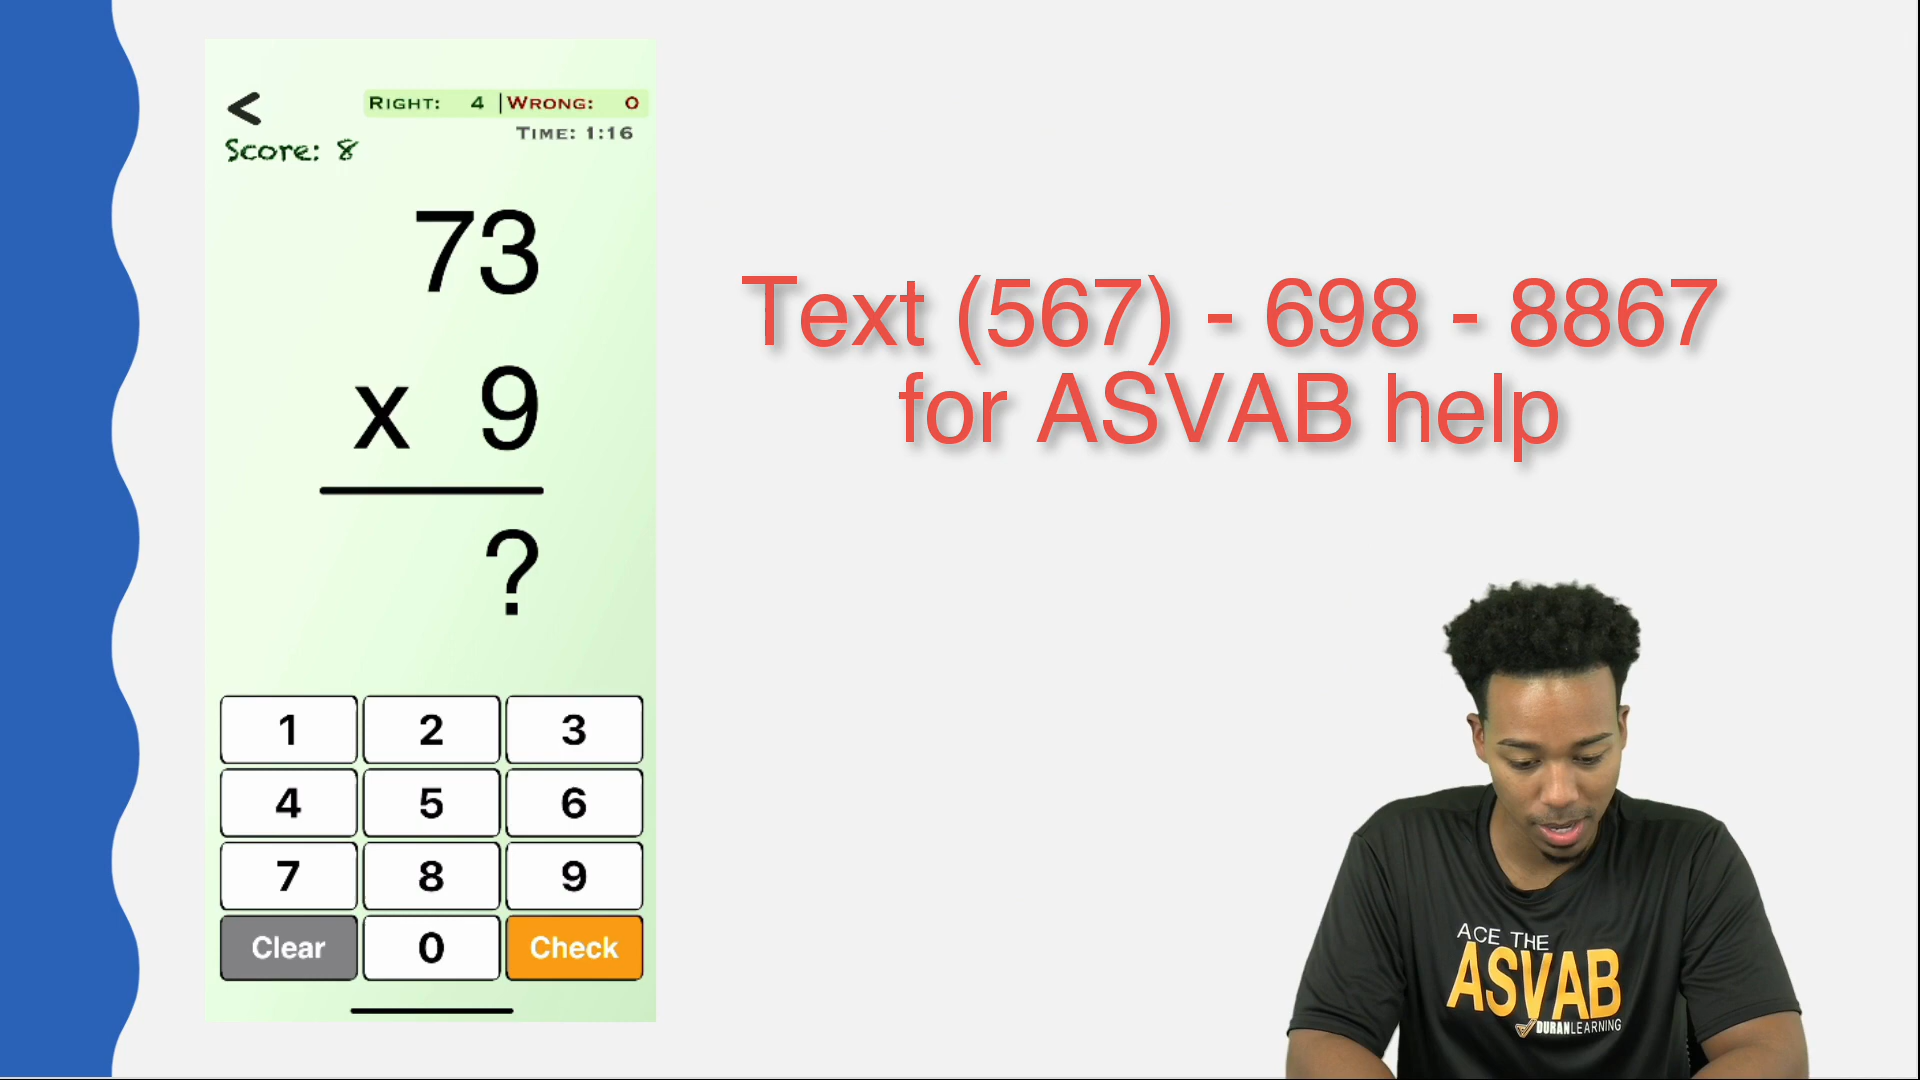 <
RIGHT: 4 | WRONG: 0
TIME: 1:16
Score: 8
73
x 9
?
1 2 3
4 5 6
7 8 9
Clear 0 Check
Text (567) - 698 - 8867
for ASVAB help
ACE THE
ASVAB
DURANLEARNING